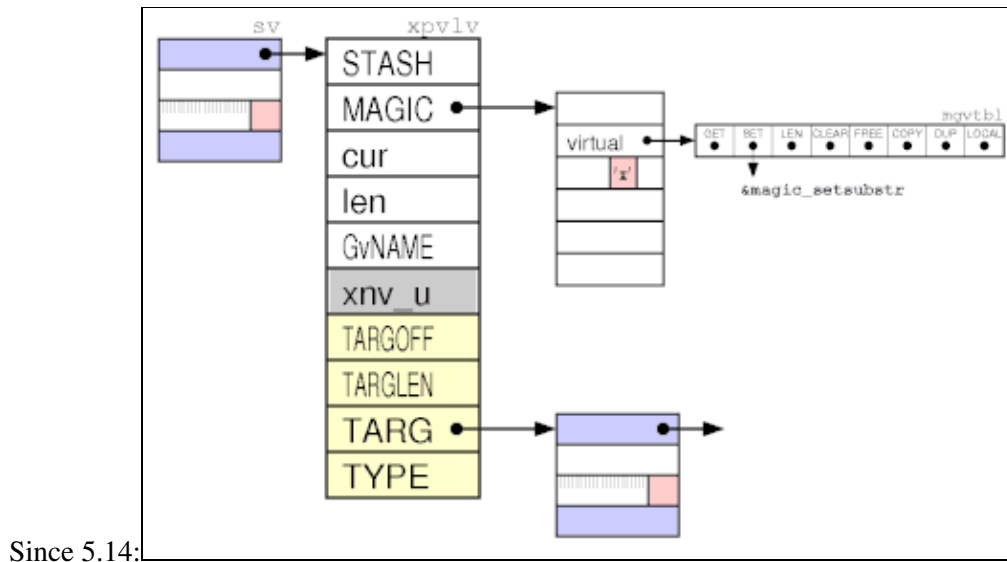 sv
xpvlv
STASH
MAGIC
cur
len
GvNAME
xnv_u
TARGOFF
TARGLEN
TARG
TYPE
virtual
'x'
mgvtbl
GET SET LEN CLEAR FREE COPY DUP LOCAL
&magic_setsubstr
Since 5.14: